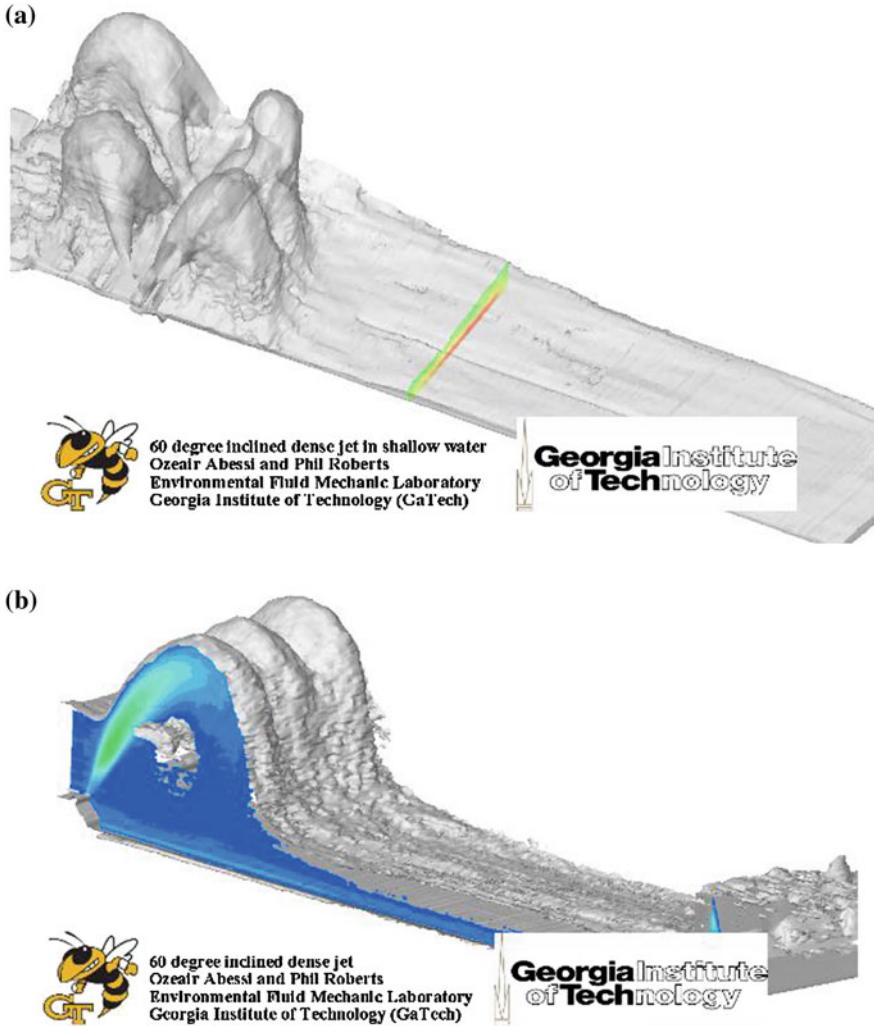 (a)
60 degree inclined dense jet in shallow water
Ozeair Abessi and Phil Roberts
Environmental Fluid Mechanic Laboratory
Georgia Institute of Technology (GaTech)
GT
Georgia Institute
of Technology
(b)
60 degree inclined dense jet
Ozeair Abessi and Phil Roberts
Environmental Fluid Mechanic Laboratory
Georgia Institute of Technology (GaTech)
GT
Georgia Institute
of Technology